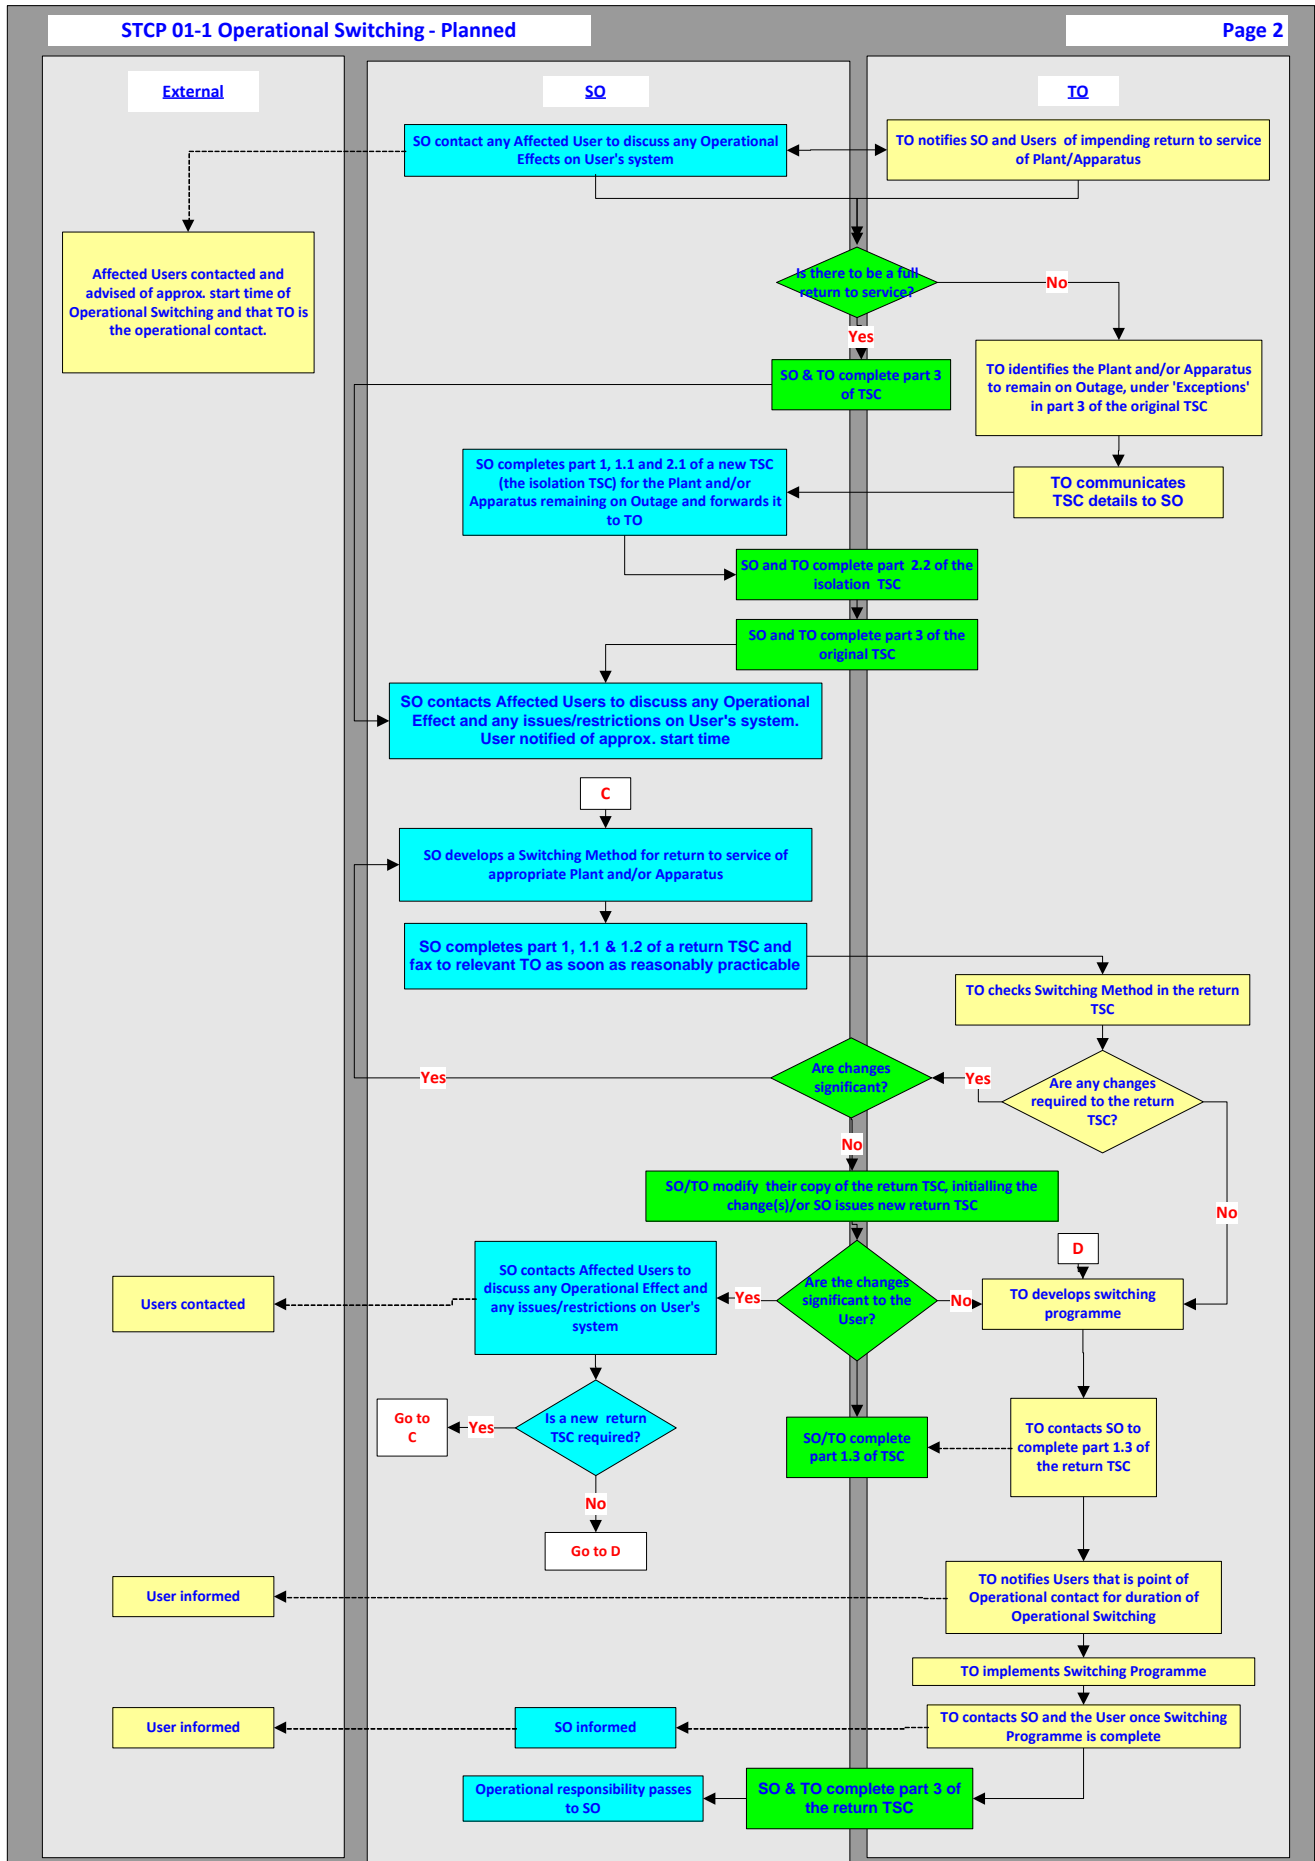 STCP 01-1 Operational Switching - Planned
Page 2
External
SO
TO
SO contact any Affected User to discuss any Operational
Effects on User's system
TO notifies SO and Users  of impending return to service
of Plant/Apparatus
Affected Users contacted and
advised of approx. start time of
Operational Switching and that TO is
the operational contact.
Is there to be a full
return to service?
No
Yes
SO & TO complete part 3
of TSC
TO identifies the Plant and/or Apparatus
to remain on Outage, under 'Exceptions'
in part 3 of the original TSC
SO completes part 1, 1.1 and 2.1 of a new TSC
(the isolation TSC) for the Plant and/or
Apparatus remaining on Outage and forwards it
to TO
TO communicates
TSC details to SO
SO and TO complete part  2.2 of the
isolation  TSC
SO and TO complete part 3 of the
original TSC
SO contacts Affected Users to discuss any Operational
Effect and any issues/restrictions on User's system.
User notified of approx. start time
C
SO develops a Switching Method for return to service of
appropriate Plant and/or Apparatus
SO completes part 1, 1.1 & 1.2 of a return TSC and
fax to relevant TO as soon as reasonably practicable
TO checks Switching Method in the return
TSC
Are changes
significant?
Yes
Yes
Are any changes
required to the return
TSC?
No
SO/TO modify  their copy of the return TSC, initialling the
change(s)/or SO issues new return TSC
No
D
SO contacts Affected Users to
discuss any Operational Effect and
any issues/restrictions on User's
system
Users contacted
Yes
Are the changes
significant to the
User?
No
TO develops switching
programme
Go to
C
Yes
Is a new  return
TSC required?
SO/TO complete
part 1.3 of TSC
TO contacts SO to
complete part 1.3 of
the return TSC
No
Go to D
User informed
TO notifies Users that is point of
Operational contact for duration of
Operational Switching
TO implements Switching Programme
User informed
SO informed
TO contacts SO and the User once Switching
Programme is complete
Operational responsibility passes
to SO
SO & TO complete part 3 of
the return TSC